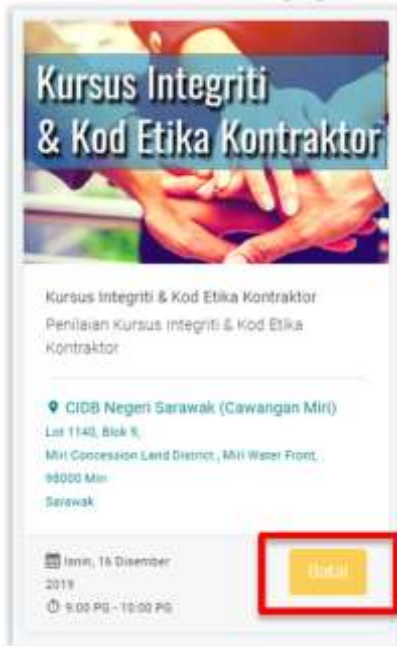 Kursus Integriti
& Kod Etika Kontraktor
Kursus Integriti & Kod Etika Kontraktor
Penilaian Kursus Integriti & Kod Etika
Kontraktor
CIDB Negeri Sarawak (Cawangan Miri)
Lot 1140, Blok 9,
Miri Concession Land District , Miri Water Front,
98000 Miri
Sarawak
Isnin, 16 Disember
2019
9:00 PG - 10:00 PG
Batal